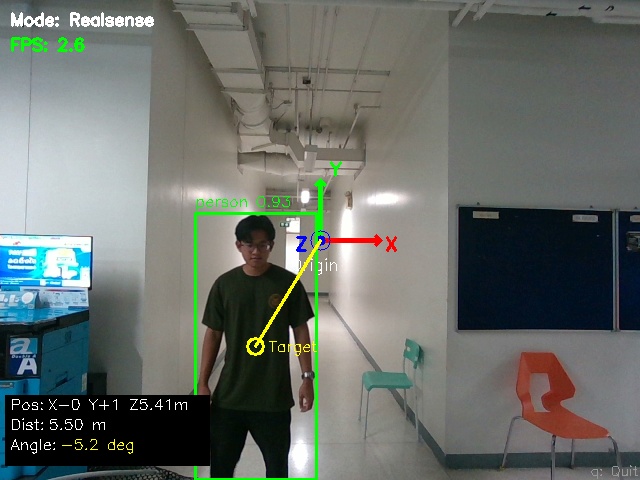 Mode: Realsense
FPS: 2.6
Y
person 0.93
Z
X
Origin
Target
Double A
A
Pos: X-0 Y+1 Z5.41m
Dist: 5.50 m
Angle: -5.2 deg
q: Quit